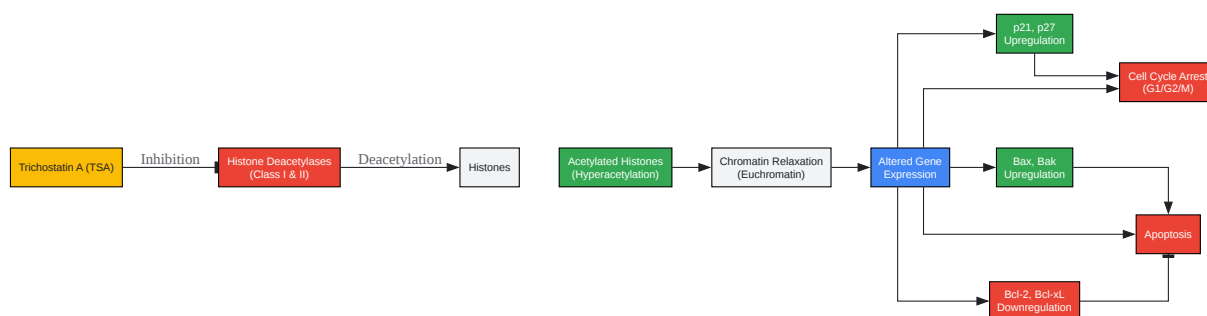 p21, p27
Upregulation
Cell Cycle Arrest
(G1/G2/M)
Trichostatin A (TSA)
Inhibition
Histone Deacetylases
(Class I & II)
Deacetylation
Histones
Acetylated Histones
(Hyperacetylation)
Chromatin Relaxation
(Euchromatin)
Altered Gene
Expression
Bax, Bak
Upregulation
Apoptosis
Bcl-2, Bcl-xL
Downregulation